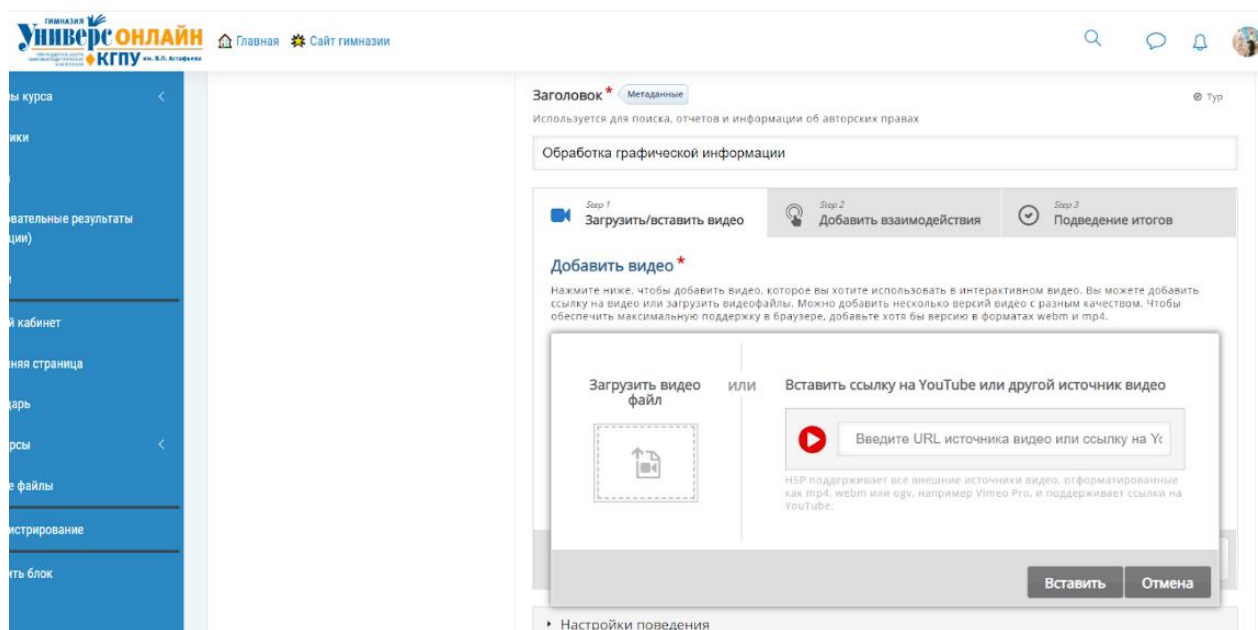 ГИМНАЗИЯ
Универс ОНЛАЙН
КГПУ им. В.П. Астафьева
Главная
Сайт гимназии
ы курса
ики
овательные результаты
ции)
й кабинет
няя страница
дарь
рсы
е файлы
истрирование
ить блок
Заголовок * Метаданные
Тур
Используется для поиска, отчетов и информации об авторских правах
Обработка графической информации
Step 1
Загрузить/вставить видео
Step 2
Добавить взаимодействия
Step 3
Подведение итогов
Добавить видео *
Нажмите ниже, чтобы добавить видео, которое вы хотите использовать в интерактивном видео. Вы можете добавить
ссылку на видео или загрузить видеофайлы. Можно добавить несколько версий видео с разным качеством. Чтобы
обеспечить максимальную поддержку в браузере, добавьте хотя бы версию в форматах webm и mp4.
Загрузить видео
файл
или
Вставить ссылку на YouTube или другой источник видео
Введите URL источника видео или ссылку на Yo
H5P поддерживает все внешние источники видео, отформатированные
как mp4, webm или ogv, например Vimeo Pro, и поддерживает ссылки на
YouTube.
Вставить
Отмена
Настройки поведения